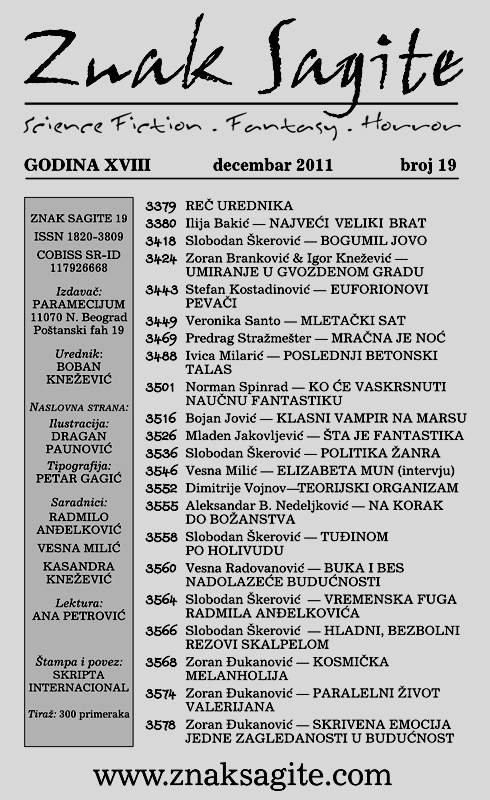 Znak Sagite
Science Fiction . Fantasy . Horror
GODINA XVIII decembar 2011 broj 19
ZNAK SAGITE 19
ISSN 1820-3809
COBISS SR-ID
117926668
Izdavač:
PARAMECIJUM
11070 N. Beograd
Poštanski fah 19
Urednik:
BOBAN
KNEŽEVIĆ
NASLOVNA STRANA:
Ilustracija:
DRAGAN
PAUNOVIĆ
Tipografija:
PETAR GAGIĆ
Saradnici:
RADMILO
ANĐELKOVIĆ
VESNA MILIĆ
KASANDRA
KNEŽEVIĆ
Lektura:
ANA PETROVIĆ
Štampa i povez:
SKRIPTA
INTERNACIONAL
Tiraž: 300 primeraka
3379 REČ UREDNIKA
3380 Ilija Bakić — NAJVEĆI VELIKI BRAT
3418 Slobodan Škerović — BOGUMIL JOVO
3424 Zoran Branković & Igor Knežević —
UMIRANJE U GVOZDENOM GRADU
3443 Stefan Kostadinović — EUFORIONOVI
PEVAČI
3449 Veronika Santo — MLETAČKI SAT
3469 Predrag Stražmešter — MRAČNA JE NOĆ
3488 Ivica Milarić — POSLEDNJI BETONSKI
TALAS
3501 Norman Spinrad — KO ĆE VASKRSNUTI
NAUČNU FANTASTIKU
3516 Bojan Jović — KLASNI VAMPIR NA MARSU
3526 Mladen Jakovljević — ŠTA JE FANTASTIKA
3536 Slobodan Škerović — POLITIKA ŽANRA
3546 Vesna Milić — ELIZABETA MUN (intervju)
3552 Dimitrije Vojnov—TEORIJSKI ORGANIZAM
3555 Aleksandar B. Nedeljković — NA KORAK
DO BOŽANSTVA
3558 Slobodan Škerović — TUĐINOM
PO HOLIVUDU
3560 Vesna Radovanović — BUKA I BES
NADOLAZEĆE BUDUĆNOSTI
3564 Slobodan Škerović — VREMENSKA FUGA
RADMILA ANĐELKOVIĆA
3566 Slobodan Škerović — HLADNI, BEZBOLNI
REZOVI SKALPELOM
3568 Zoran Đukanović — KOSMIČKA
MELANHOLIJA
3574 Zoran Đukanović — PARALELNI ŽIVOT
VALERIJANA
3578 Zoran Đukanović — SKRIVENA EMOCIJA
JEDNE ZAGLEDANOSTI U BUDUĆNOST
www.znaksagite.com